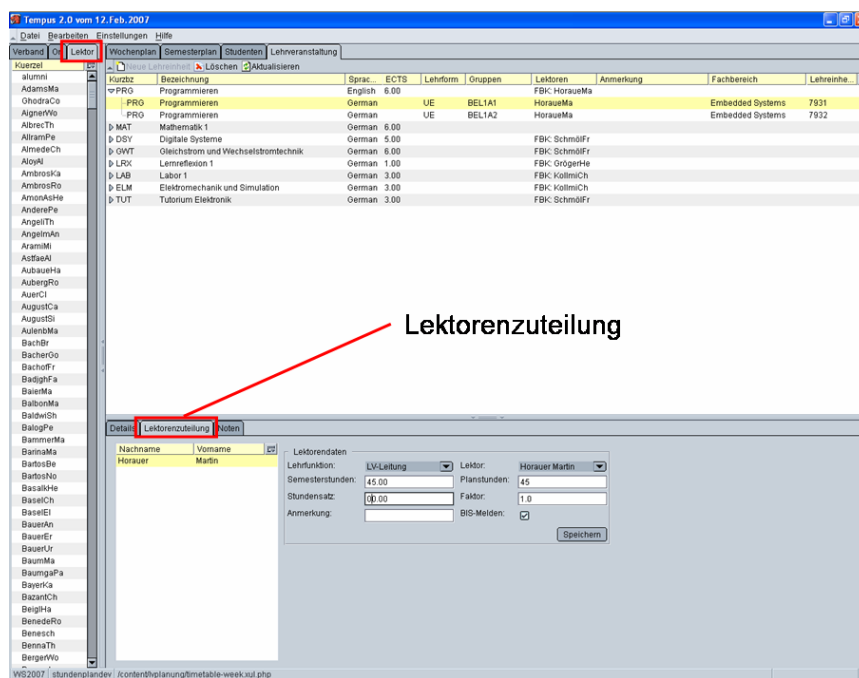 Tempus 2.0 vom 12.Feb.2007
Datei Bearbeiten Einstellungen Hilfe
Verband Or Lektor Wochenplan Semesterplan Studenten Lehrveranstaltung
Kuerzel
Neue Lehreinheit Löschen Aktualisieren
Kurzbz Bezeichnung Sprac... ECTS Lehrform Gruppen Lektoren Anmerkung Fachbereich Lehreinhe...
PRG Programmieren English 6.00 FBK: HoraueMa
PRG Programmieren German UE BEL1A1 HoraueMa Embedded Systems 7931
PRG Programmieren German UE BEL1A2 HoraueMa Embedded Systems 7932
MAT Mathematik 1 German 6.00
DSY Digitale Systeme German 5.00 FBK: SchmölFr
GWT Gleichstrom und Wechselstromtechnik German 6.00 FBK: SchmölFr
LRX Lernreflexion 1 German 1.00 FBK: GrögerHe
LAB Labor 1 German 3.00 FBK: KollmiCh
ELM Elektromechanik und Simulation German 3.00 FBK: KollmiCh
TUT Tutorium Elektronik German 3.00 FBK: SchmölFr
alumni
AdamsMa
GhodraCo
AignerWo
AlbrecTh
AllramPe
AlmedeCh
AloyAl
AmbrosKa
AmbrosRo
AmonAsHe
AnderePe
AngeliTh
AngelmAn
AramiMi
AstfaeAl
AubaueHa
AubergRo
AuerCl
AugustCa
AugustSi
AulenbMa
BachBr
BacherGo
BachofFr
BadjghFa
BaierMa
BalbonMa
BaldwiSh
BalogPe
BammerMa
BarinaMa
BartosBe
BartosNo
BasalkHe
BaselCh
BaselEl
BauerAn
BauerEr
BauerUr
BaumMa
BaumgaPa
BayerKa
BazantCh
BeiglHa
BenedeRo
Benesch
BennaTh
BergerWo
Lektorenzuteilung
Details Lektorenzuteilung Noten
Nachname Vorname
Horauer Martin
Lektorendaten
Lehrfunktion: LV-Leitung Lektor: Horauer Martin
Semesterstunden: 45.00 Planstunden: 45
Stundensatz: 00.00 Faktor: 1.0
Anmerkung: BIS-Melden:
Speichern
WS2007 stundenplandev /content/lvplanung/timetable-week.xul.php